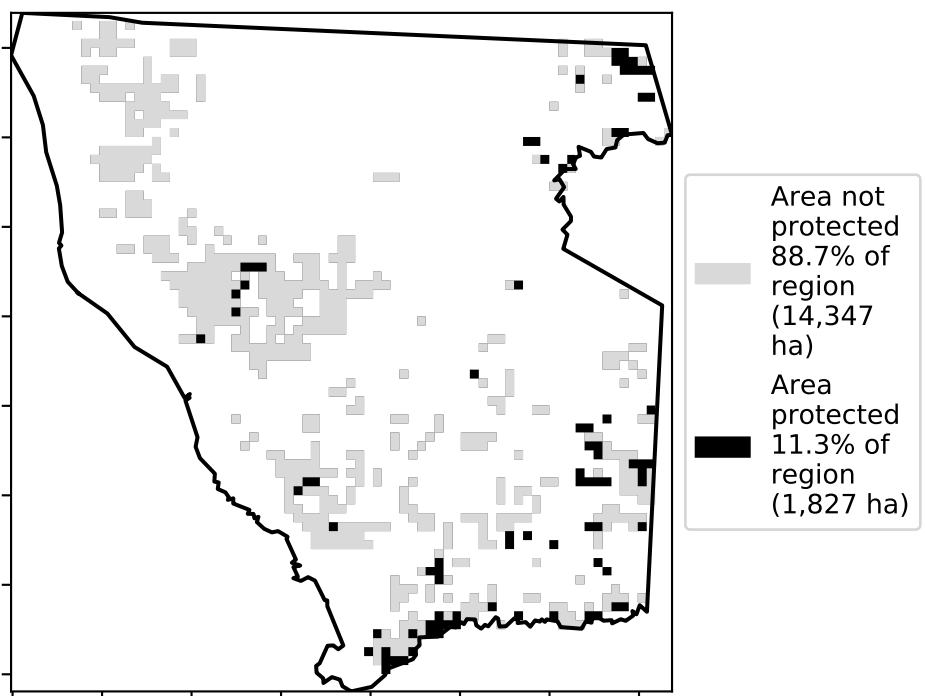 Area not
protected
88.7% of
region
(14,347
ha)
Area
protected
11.3% of
region
(1,827 ha)